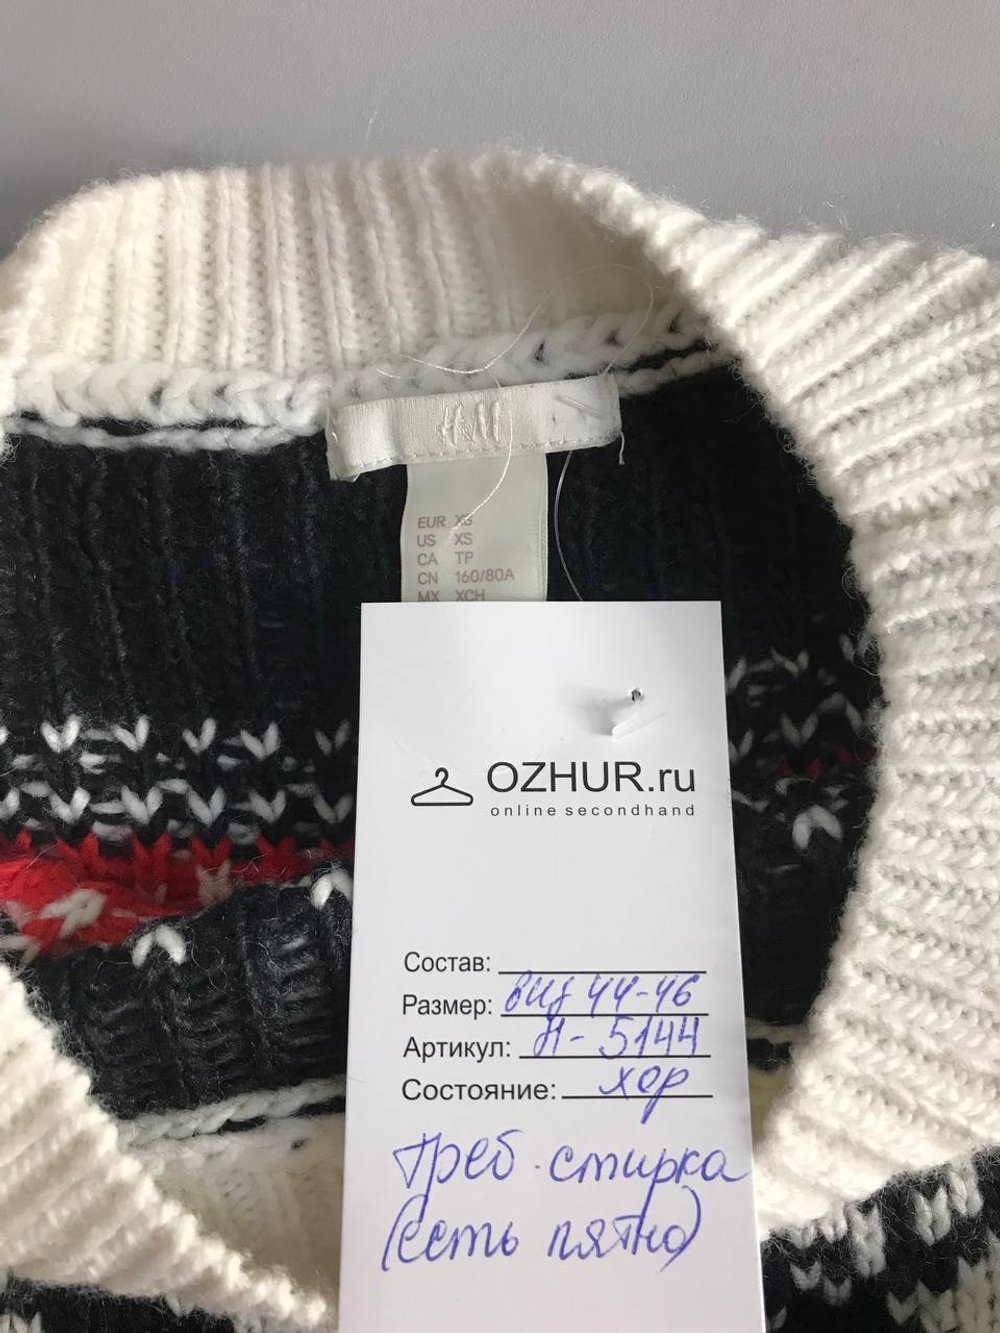 H&M
EUR XS
US XS
CA TP
CN 160/80A
MX XCH
OZHUR.ru
online secondhand
Состав:
Размер: вид 44-46
Артикул: Н-5144
Состояние: хор
Треб. стирка
(есть пятно)